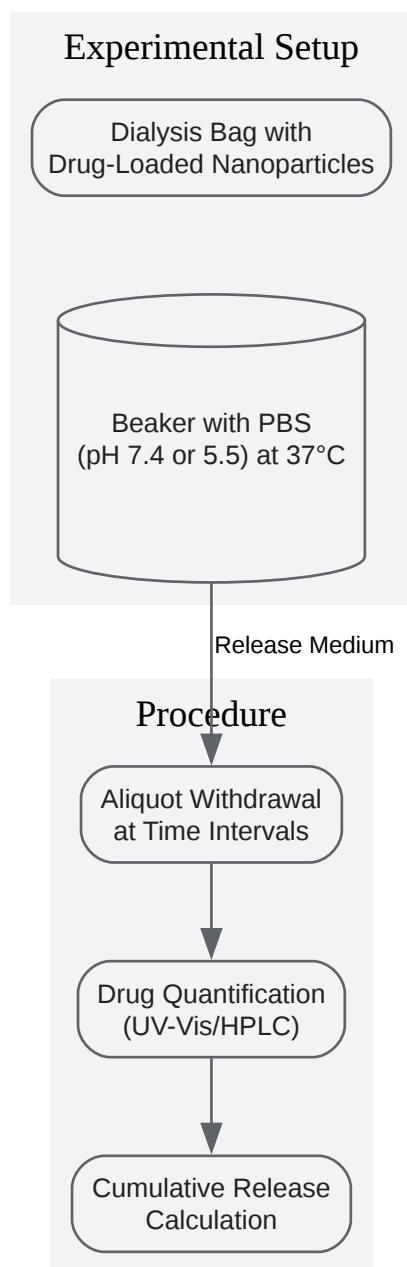 Experimental Setup
Dialysis Bag with
Drug-Loaded Nanoparticles
Beaker with PBS
(pH 7.4 or 5.5) at 37°C
Release Medium
Procedure
Aliquot Withdrawal
at Time Intervals
Drug Quantification
(UV-Vis/HPLC)
Cumulative Release
Calculation